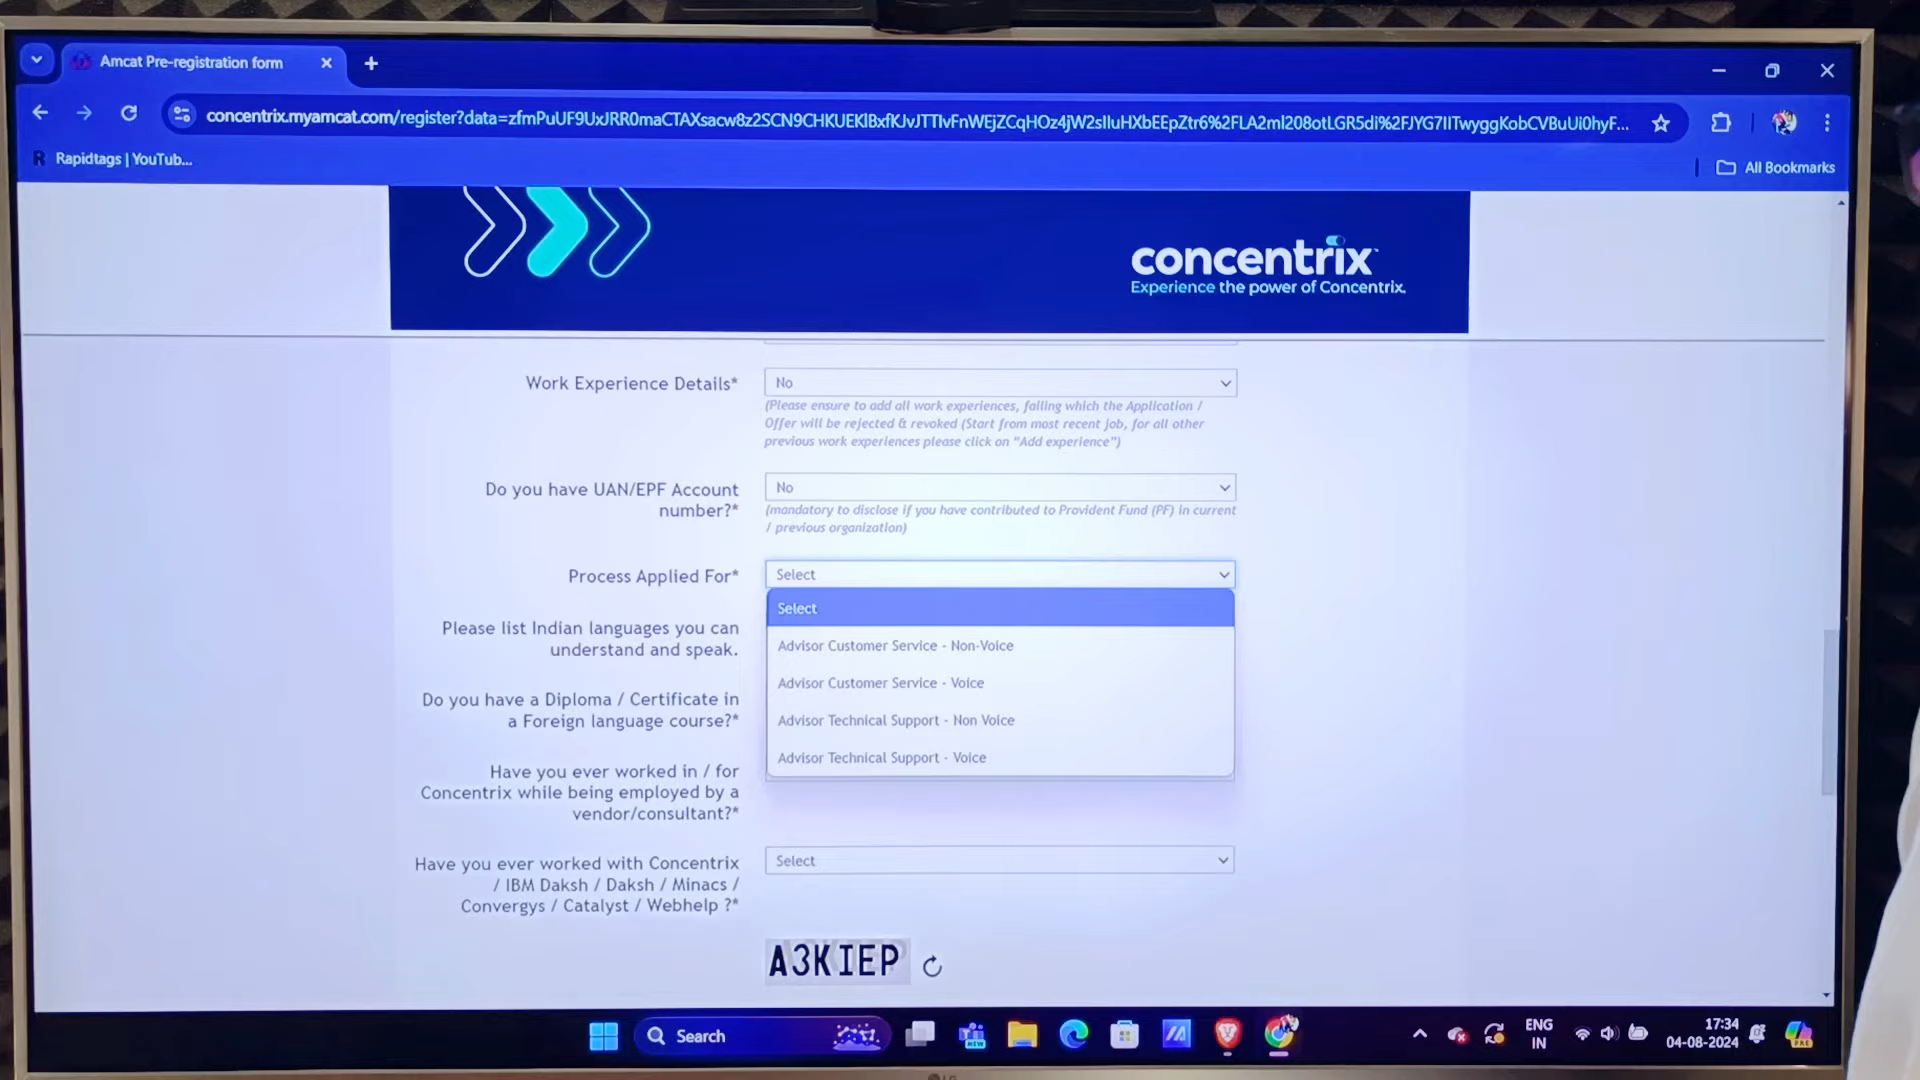 Amcat Pre-registration form
concentrix.myamcat.com/register?data=
Rapidtags | YouTub...
All Bookmarks
concentrix
Experience the power of Concentrix.
Work Experience Details*
No
(Please ensure to add all work experiences, failing which the Application /
Offer will be rejected & revoked (Start from most recent job, for all other
previous work experiences please click on "Add experience")
Do you have UAN/EPF Account
number?*
No
(mandatory to disclose if you have contributed to Provident Fund (PF) in current
/ previous organization)
Process Applied For*
Select
Select
Advisor Customer Service - Non-Voice
Advisor Customer Service - Voice
Advisor Technical Support - Non Voice
Advisor Technical Support - Voice
Please list Indian languages you can
understand and speak.
Do you have a Diploma / Certificate in
a Foreign language course?*
Have you ever worked in / for
Concentrix while being employed by a
vendor/consultant?*
Have you ever worked with Concentrix
/ IBM Daksh / Daksh / Minacs /
Convergys / Catalyst / Webhelp ?*
Select
A3KIEP
Search
NEW
ENG
IN
17:34
04-08-2024
PRE
LG